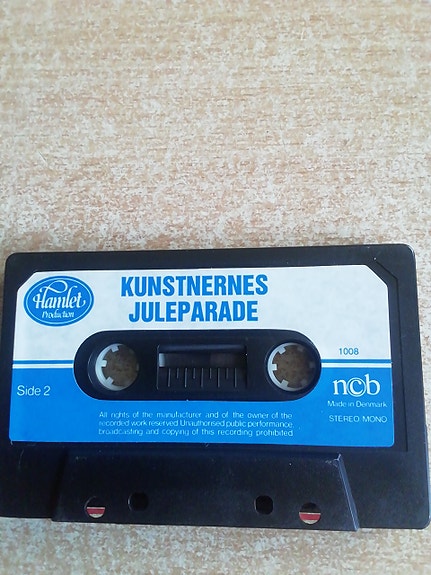 Hamlet
Production
KUNSTNERNES
JULEPARADE
1008
Side 2
ncb
Made in Denmark
STEREO/MONO
All rights of the manufacturer and of the owner of the
recorded work reserved Unauthorised public performance
broadcasting and copying of this recording prohibited